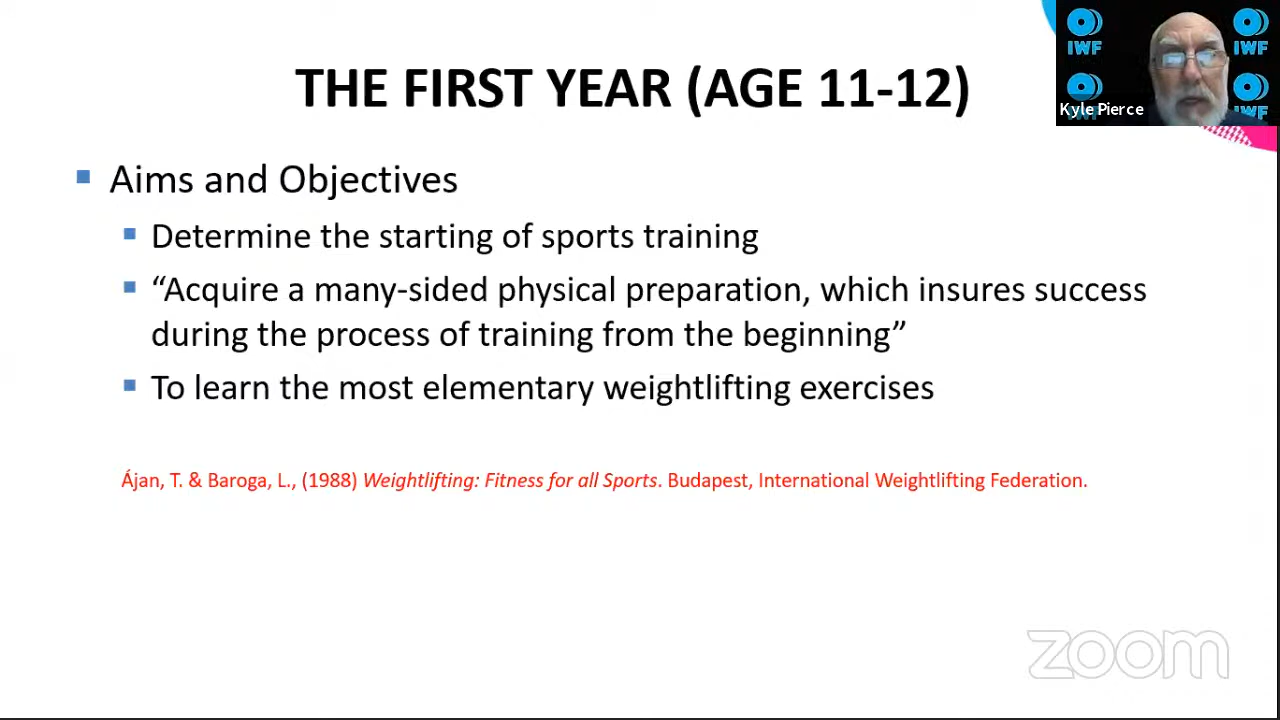 THE FIRST YEAR (AGE 11-12)
IWF
IWF
Kyle Pierce
IWF
Aims and Objectives
Determine the starting of sports training
“Acquire a many-sided physical preparation, which insures success
during the process of training from the beginning”
To learn the most elementary weightlifting exercises
Ájan, T. & Baroga, L., (1988) Weightlifting: Fitness for all Sports. Budapest, International Weightlifting Federation.
zoom